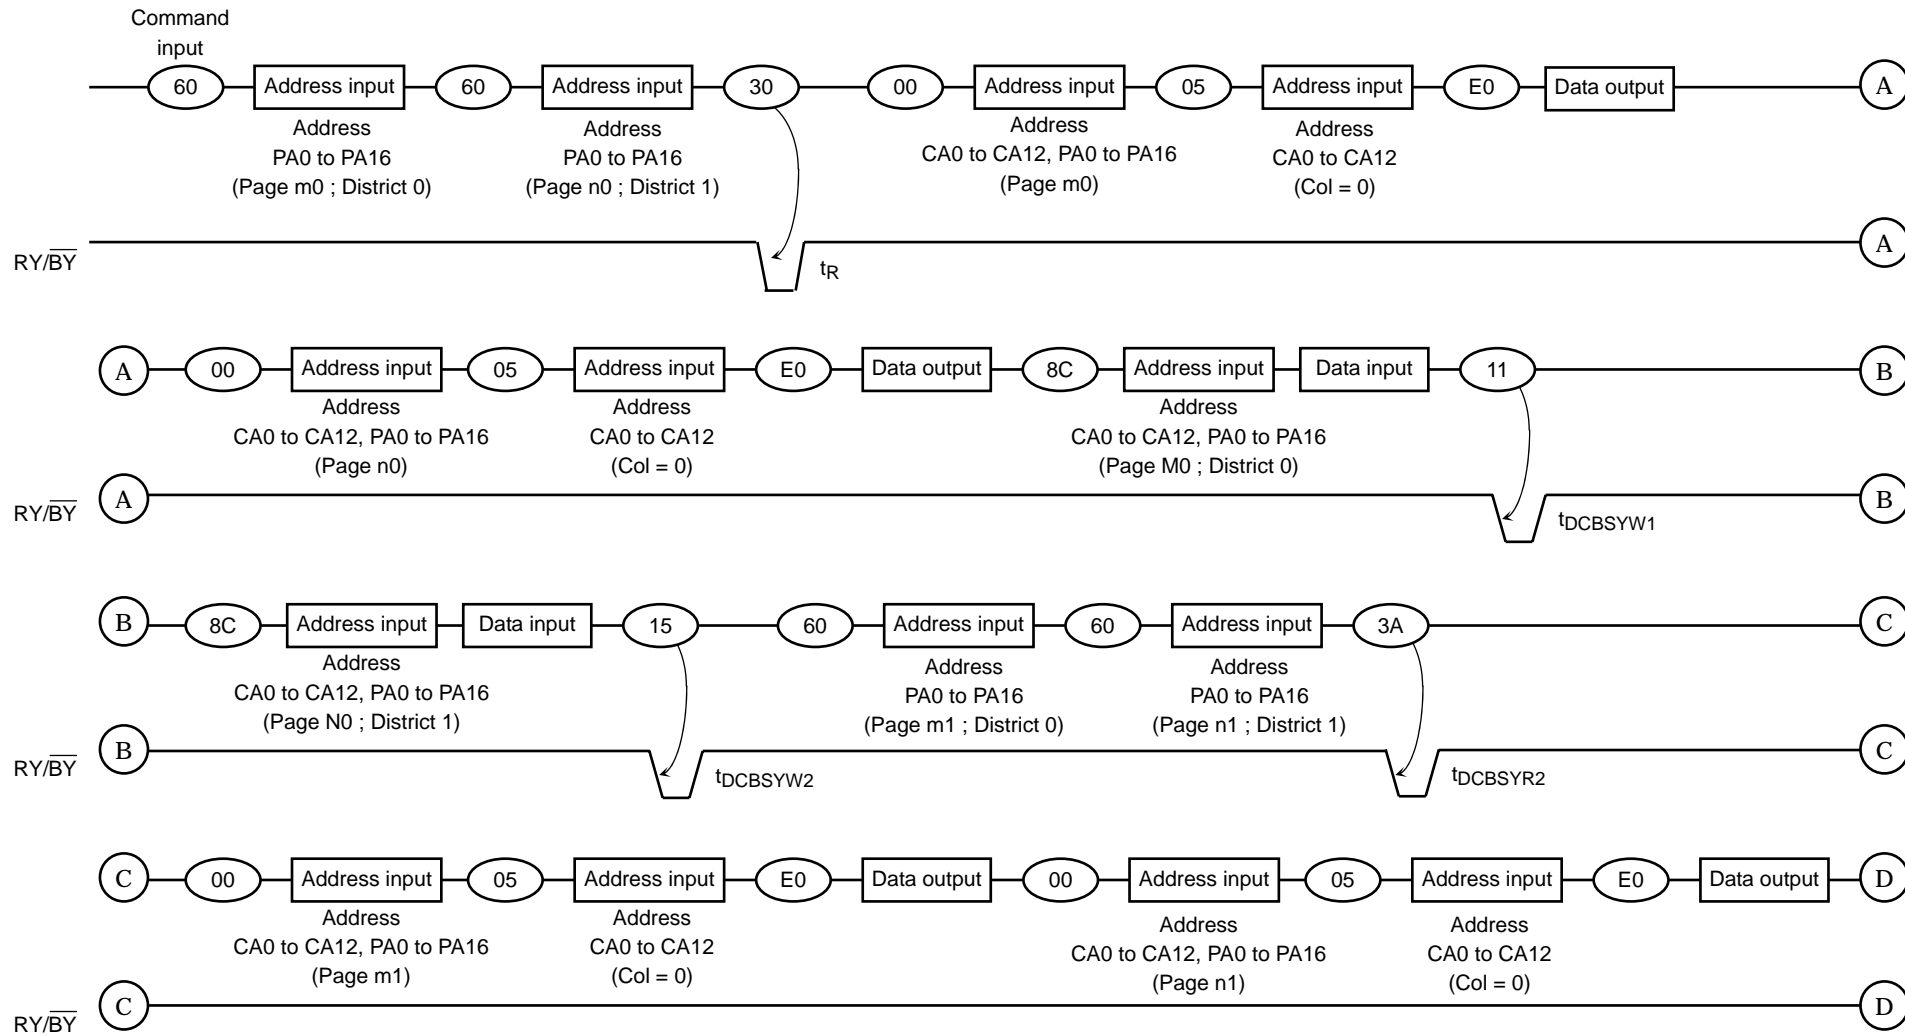 Command
input
60 Address input 60 Address input 30 00 Address input 05 Address input E0 Data output A
Address
PA0 to PA16
(Page m0 ; District 0)
Address
PA0 to PA16
(Page n0 ; District 1)
Address
CA0 to CA12, PA0 to PA16
(Page m0)
Address
CA0 to CA12
(Col = 0)
RY/BY tR A
A 00 Address input 05 Address input E0 Data output 8C Address input Data input 11 B
Address
CA0 to CA12, PA0 to PA16
(Page n0)
Address
CA0 to CA12
(Col = 0)
Address
CA0 to CA12, PA0 to PA16
(Page M0 ; District 0)
RY/BY A tDCBSYW1 B
B 8C Address input Data input 15 60 Address input 60 Address input 3A C
Address
CA0 to CA12, PA0 to PA16
(Page N0 ; District 1)
Address
PA0 to PA16
(Page m1 ; District 0)
Address
PA0 to PA16
(Page n1 ; District 1)
RY/BY B tDCBSYW2 tDCBSYR2 C
C 00 Address input 05 Address input E0 Data output 00 Address input 05 Address input E0 Data output D
Address
CA0 to CA12, PA0 to PA16
(Page m1)
Address
CA0 to CA12
(Col = 0)
Address
CA0 to CA12, PA0 to PA16
(Page n1)
Address
CA0 to CA12
(Col = 0)
RY/BY C D